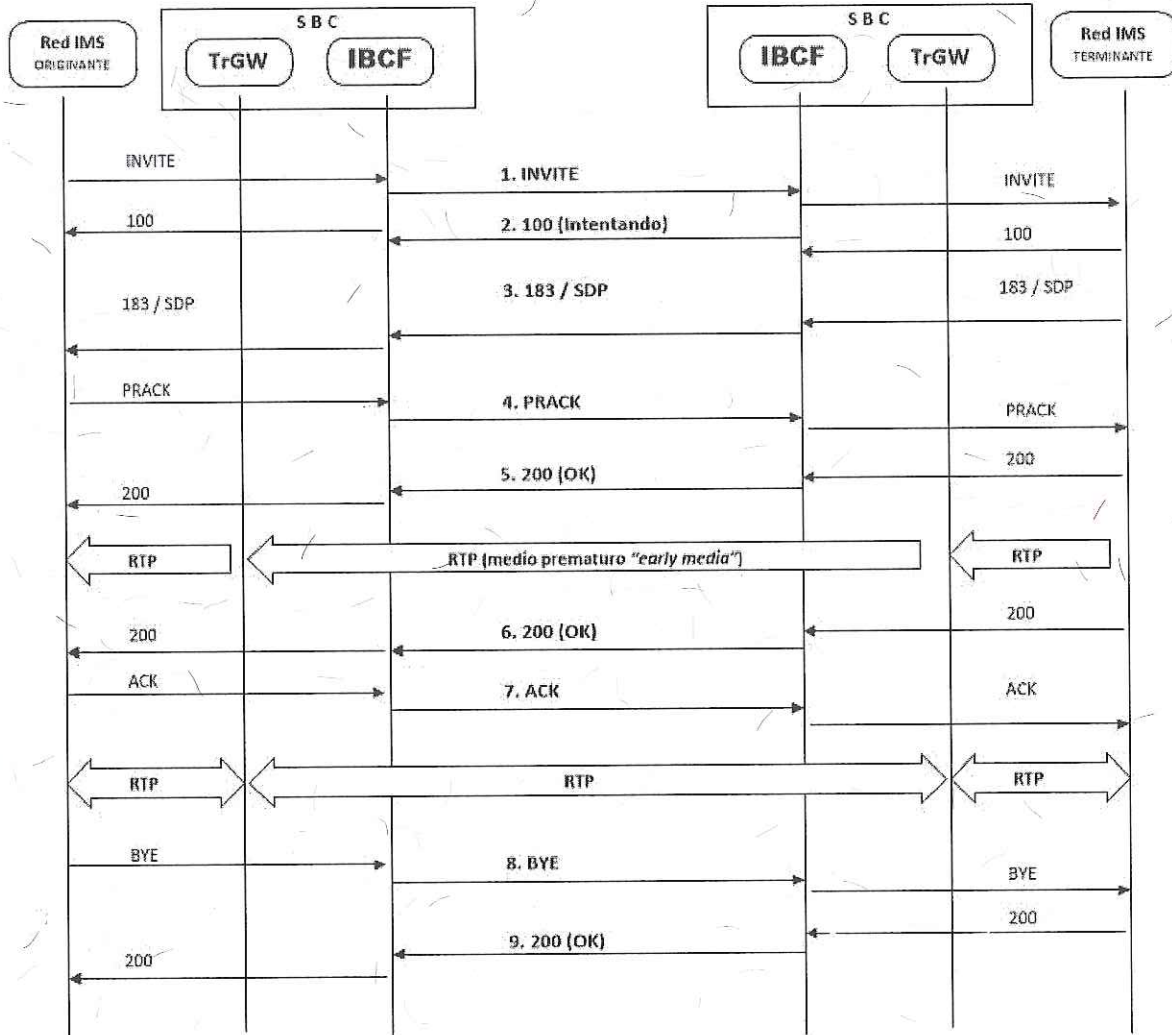 S B C
S B C
Red IMS
ORIGINANTE
TrGW
IBCF
IBCF
TrGW
Red IMS
TERMINANTE
INVITE
1. INVITE
INVITE
100
2. 100 (Intentando)
100
183 / SDP
3. 183 / SDP
183 / SDP
PRACK
4. PRACK
PRACK
200
5. 200 (OK)
200
RTP
RTP (medio prematuro "early media")
RTP
200
6. 200 (OK)
200
ACK
7. ACK
ACK
RTP
RTP
RTP
BYE
8. BYE
BYE
200
9. 200 (OK)
200